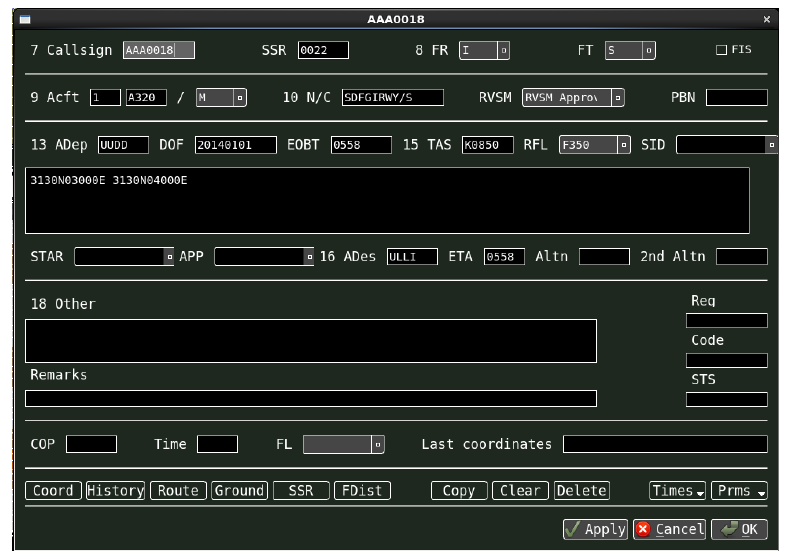 AAA0018
7 Callsign AAA0018 SSR 0022 8 FR I FT S FIS
9 Acft 1 A320 / M 10 N/C SDFGIRWY/S RVSM RVSM Approv PBN
13 ADep UUDD DOF 20140101 EOBT 0558 15 TAS K0850 RFL F350 SID
3130N03000E 3130N04000E
STAR APP 16 ADes ULLI ETA 0558 Altn 2nd Altn
18 Other
Reg
Code
Remarks
STS
COP Time FL Last coordinates
Coord History Route Ground SSR FDist Copy Clear Delete Times Prms
Apply Cancel OK